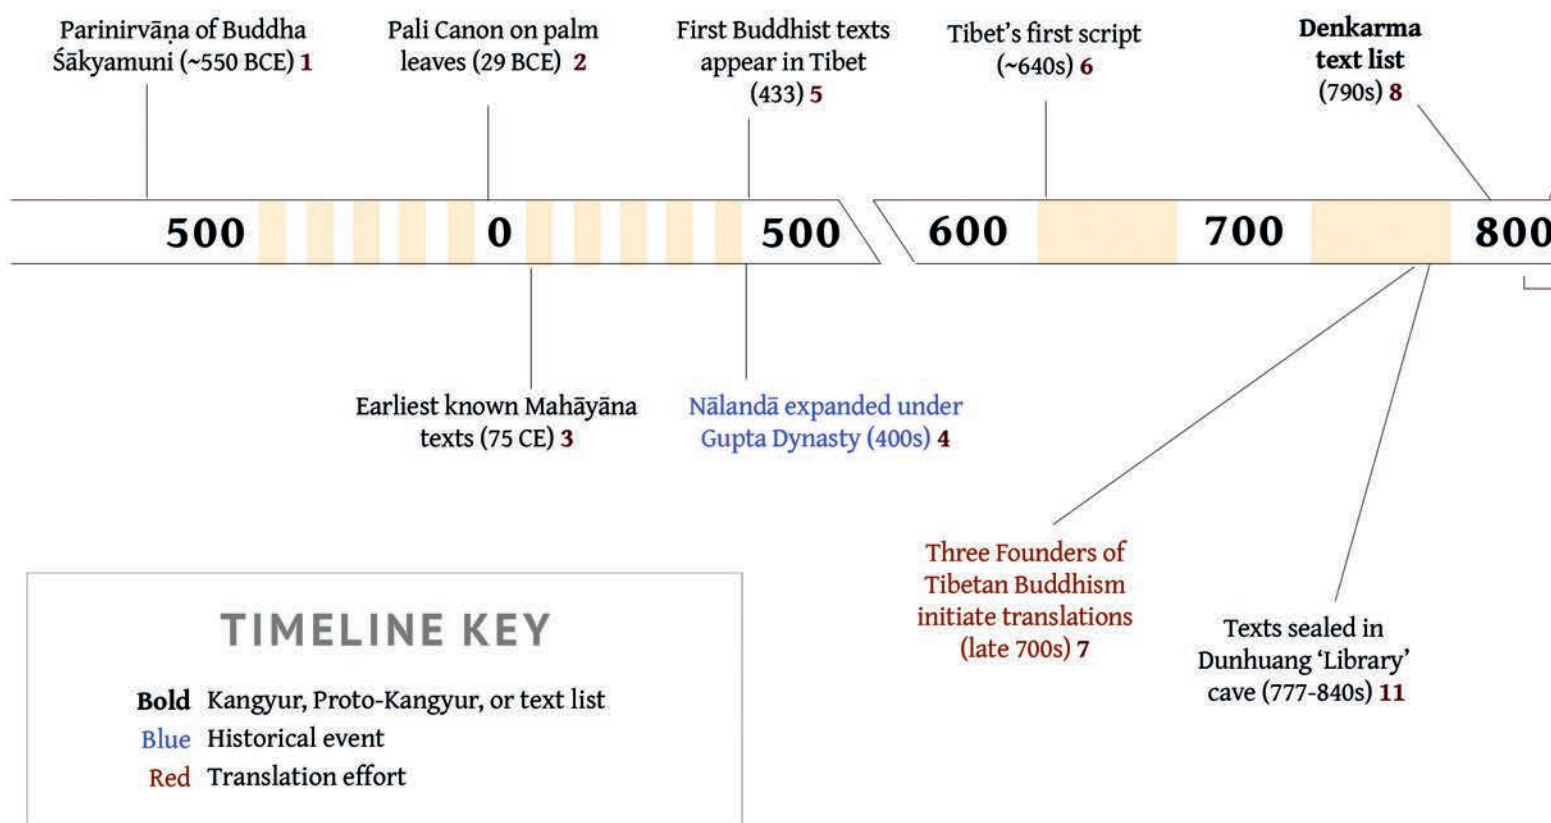 Parinirvāṇa of Buddha
Śākyamuni (~550 BCE) 1
Pali Canon on palm
leaves (29 BCE) 2
First Buddhist texts
appear in Tibet
(433) 5
Tibet’s first script
(~640s) 6
Denkarma
text list
(790s) 8
500 0 500 600 700 800
Earliest known Mahāyāna
texts (75 CE) 3
Nālandā expanded under
Gupta Dynasty (400s) 4
Three Founders of
Tibetan Buddhism
initiate translations
(late 700s) 7
Texts sealed in
Dunhuang ‘Library’
cave (777-840s) 11
TIMELINE KEY
Bold Kangyur, Proto-Kangyur, or text list
Blue Historical event
Red Translation effort